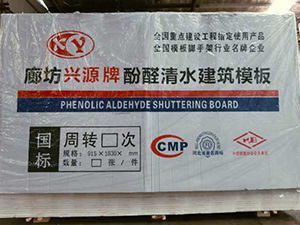 XY
全国重点建设工程指定使用产品
全国模板脚手架行业名牌企业
廊坊兴源牌酚醛清水建筑模板
PHENOLIC ALDEHYDE SHUTTERING BOARD
国标
周转□次
规格：915×1830× mm
数量：□张/件
CMP